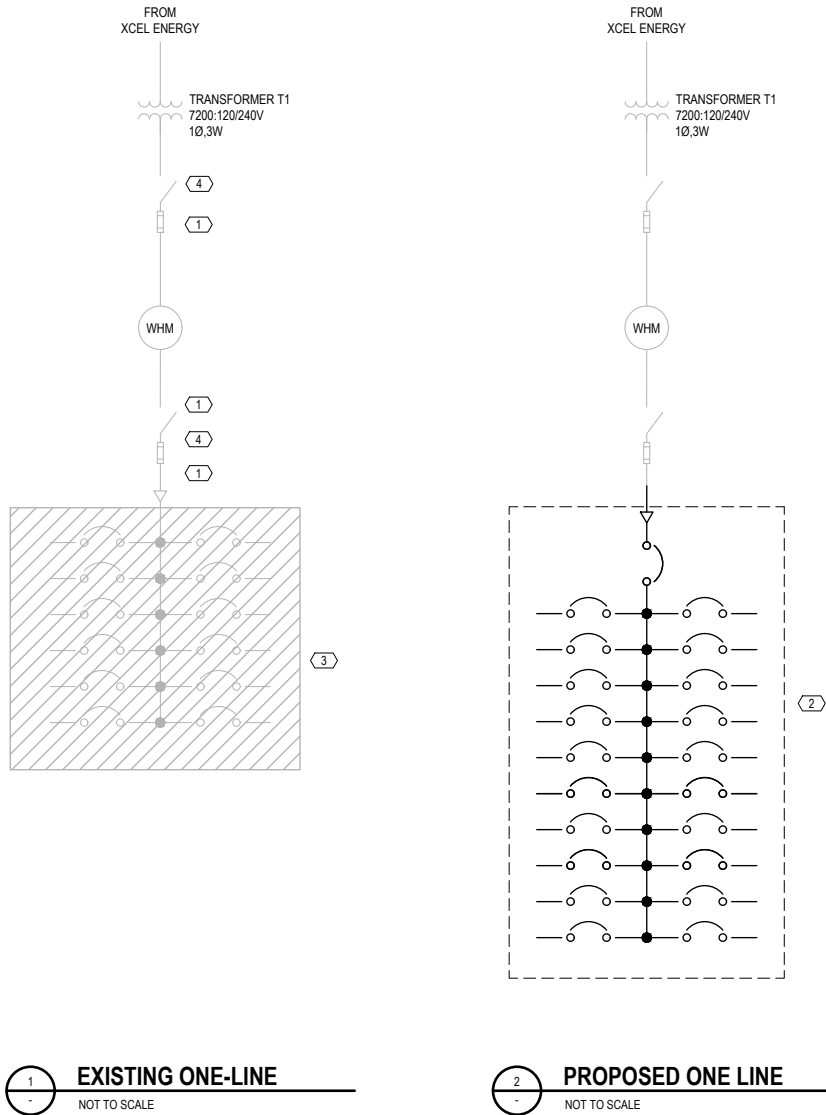 FROM
XCEL ENERGY
TRANSFORMER T1
7200:120/240V
1Ø,3W
4
1
WHM
1
4
1
3
1
-
EXISTING ONE-LINE
NOT TO SCALE
FROM
XCEL ENERGY
TRANSFORMER T1
7200:120/240V
1Ø,3W
WHM
2
2
-
PROPOSED ONE LINE
NOT TO SCALE